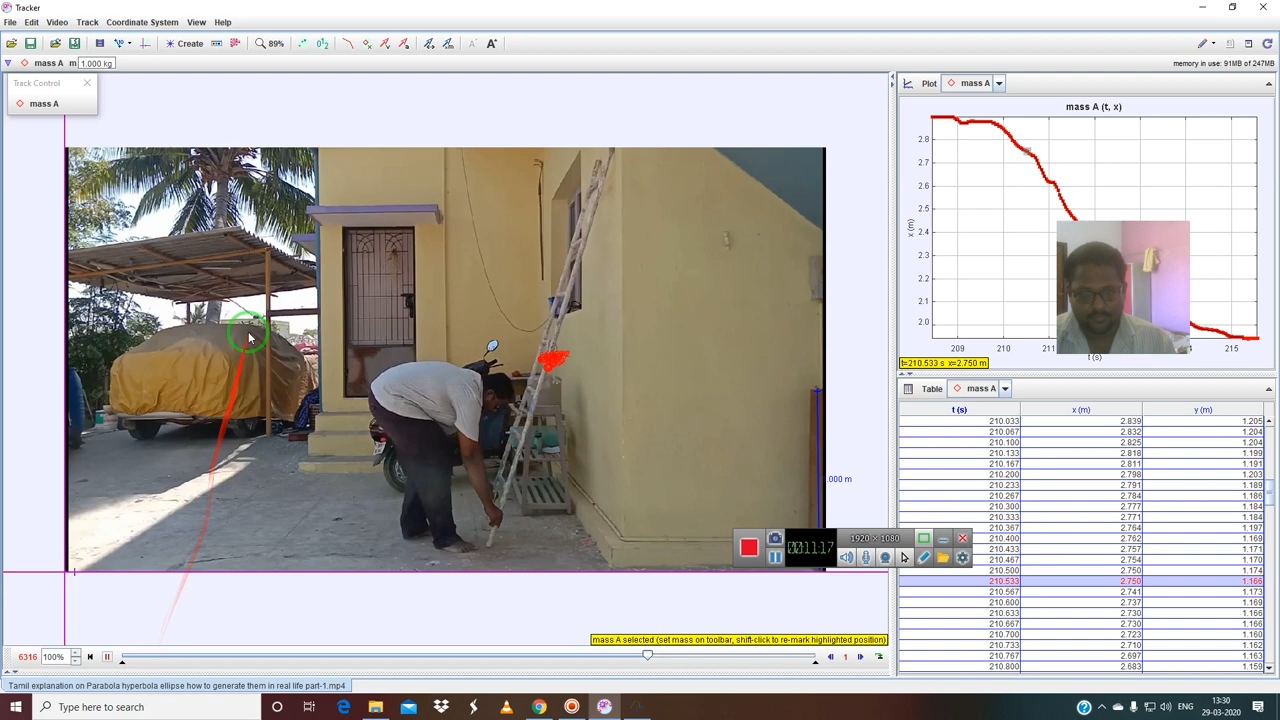 Tracker
File Edit Video Track Coordinate System View Help
Create 89% A A
mass A m 1.000 kg
memory in use: 91MB of 247MB
Track Control
mass A
Plot mass A
mass A (t, x)
2.8
2.7
2.6
2.5
2.4
2.3
2.2
2.1
2.0
x (m)
209 210 211 214 215
t (s)
t=210.533 s x=2.750 m
Table mass A
t (s) x (m) y (m)
210.033 2.839 1.205
210.067 2.832 1.204
210.100 2.825 1.204
210.133 2.818 1.199
210.167 2.811 1.191
210.200 2.798 1.203
210.233 2.791 1.189
210.267 2.784 1.186
210.300 2.777 1.184
210.333 2.771 1.184
210.367 2.764 1.197
210.400 2.762 1.169
210.433 2.757 1.171
210.467 2.754 1.170
210.500 2.750 1.174
210.533 2.750 1.166
210.567 2.741 1.173
210.600 2.737 1.169
210.633 2.730 1.166
210.667 2.730 1.166
210.700 2.723 1.160
210.733 2.710 1.162
210.767 2.697 1.163
210.800 2.683 1.159
.000 m
1920 × 1080
00:11:17
mass A selected (set mass on toolbar, shift-click to re-mark highlighted position)
6316 100% 1
Tamil explanation on Parabola hyperbola ellipse how to generate them in real life part-1.mp4
Type here to search
ENG
13:30
29-03-2020